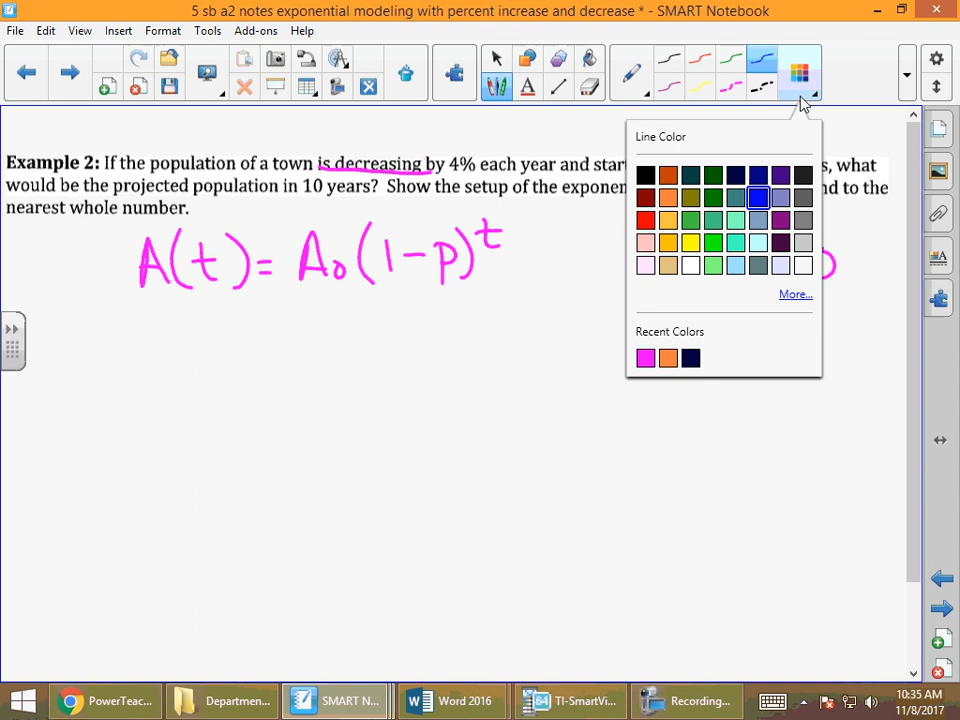 5 sb a2 notes exponential modeling with percent increase and decrease * - SMART Notebook
File Edit View Insert Format Tools Add-ons Help
Line Color
Example 2: If the population of a town is decreasing by 4% each year and star s, what
would be the projected population in 10 years? Show the setup of the exponen nd to the
nearest whole number.
A(t) = A₀(1-p)^t
More...
Recent Colors
PowerTeac... Departmen... SMART N... Word 2016 TI-SmartVi... Recording...
10:35 AM
11/8/2017